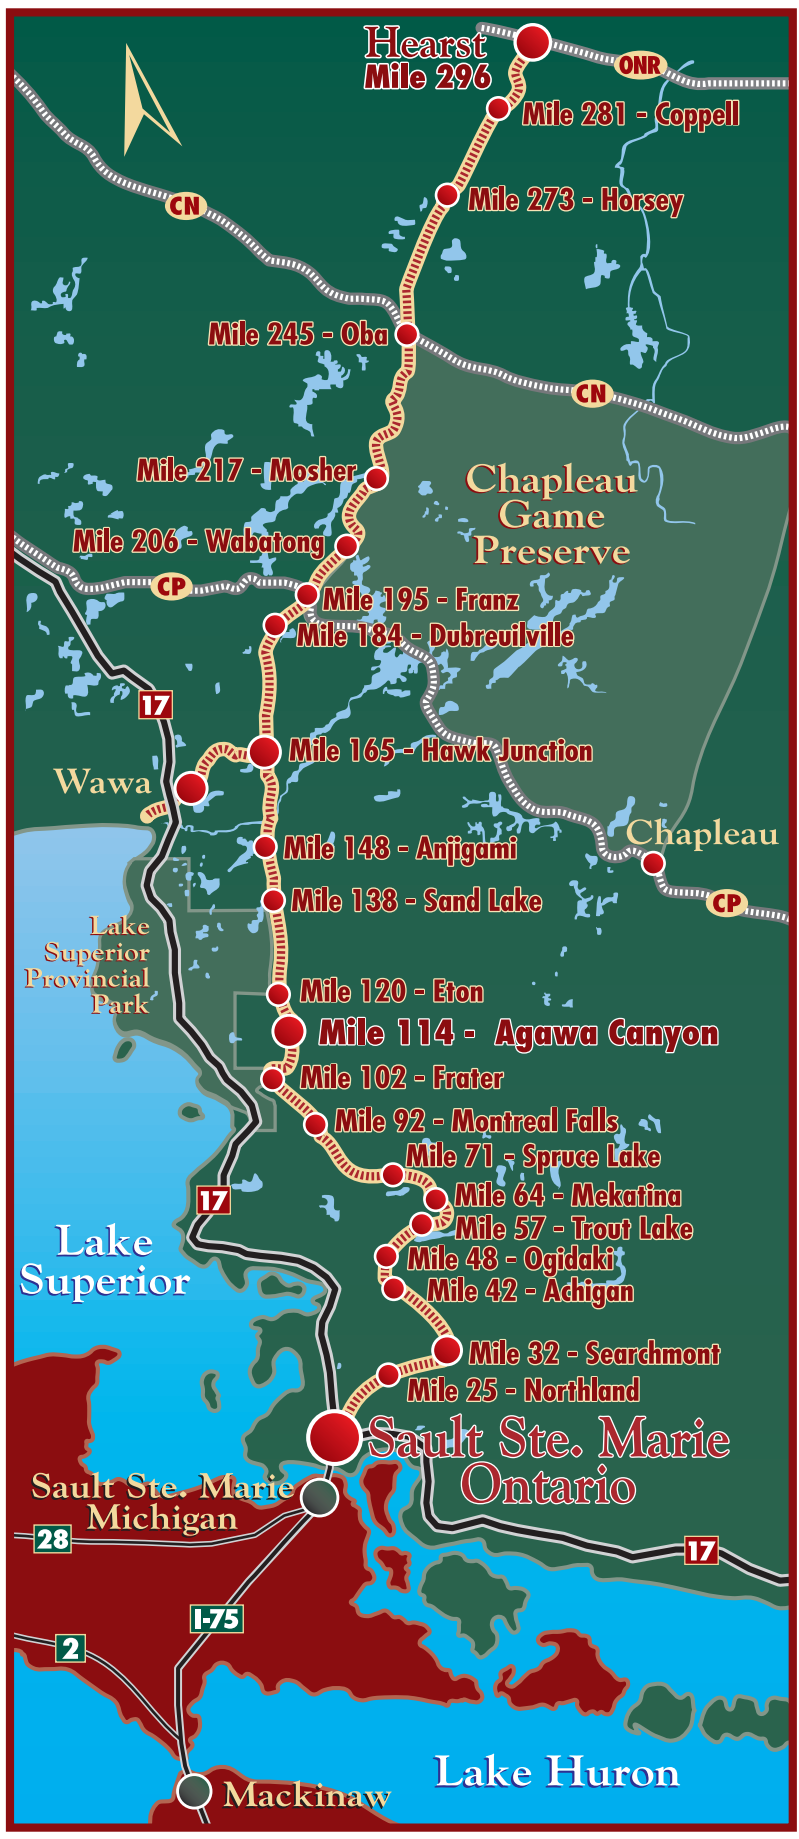 Hearst
Mile 296
ONR
Mile 281 - Coppell
CN
Mile 273 - Horsey
Mile 245 - Oba
CN
Mile 217 - Mosher
Chapleau
Game
Preserve
Mile 206 - Wabatong
CP
Mile 195 - Franz
Mile 184 - Dubreuilville
17
Mile 165 - Hawk Junction
Wawa
Chapleau
Mile 148 - Anjigami
Mile 138 - Sand Lake
CP
Lake
Superior
Provincial
Park
Mile 120 - Eton
Mile 114 - Agawa Canyon
Mile 102 - Frater
Mile 92 - Montreal Falls
Mile 71 - Spruce Lake
Mile 64 - Mekatina
17
Mile 57 - Trout Lake
Lake
Superior
Mile 48 - Ogidaki
Mile 42 - Achigan
Mile 32 - Searchmont
Mile 25 - Northland
Sault Ste. Marie
Ontario
Sault Ste. Marie
Michigan
28
17
I-75
2
Lake Huron
Mackinaw